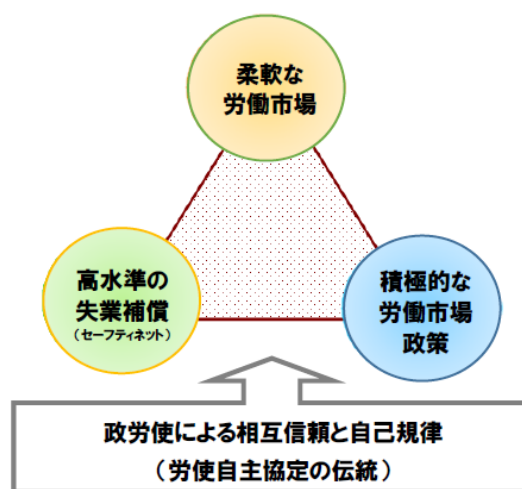 柔軟な
労働市場
高水準の
失業補償
（セーフティネット）
積極的な
労働市場
政策
政労使による相互信頼と自己規律
（労使自主協定の伝統）